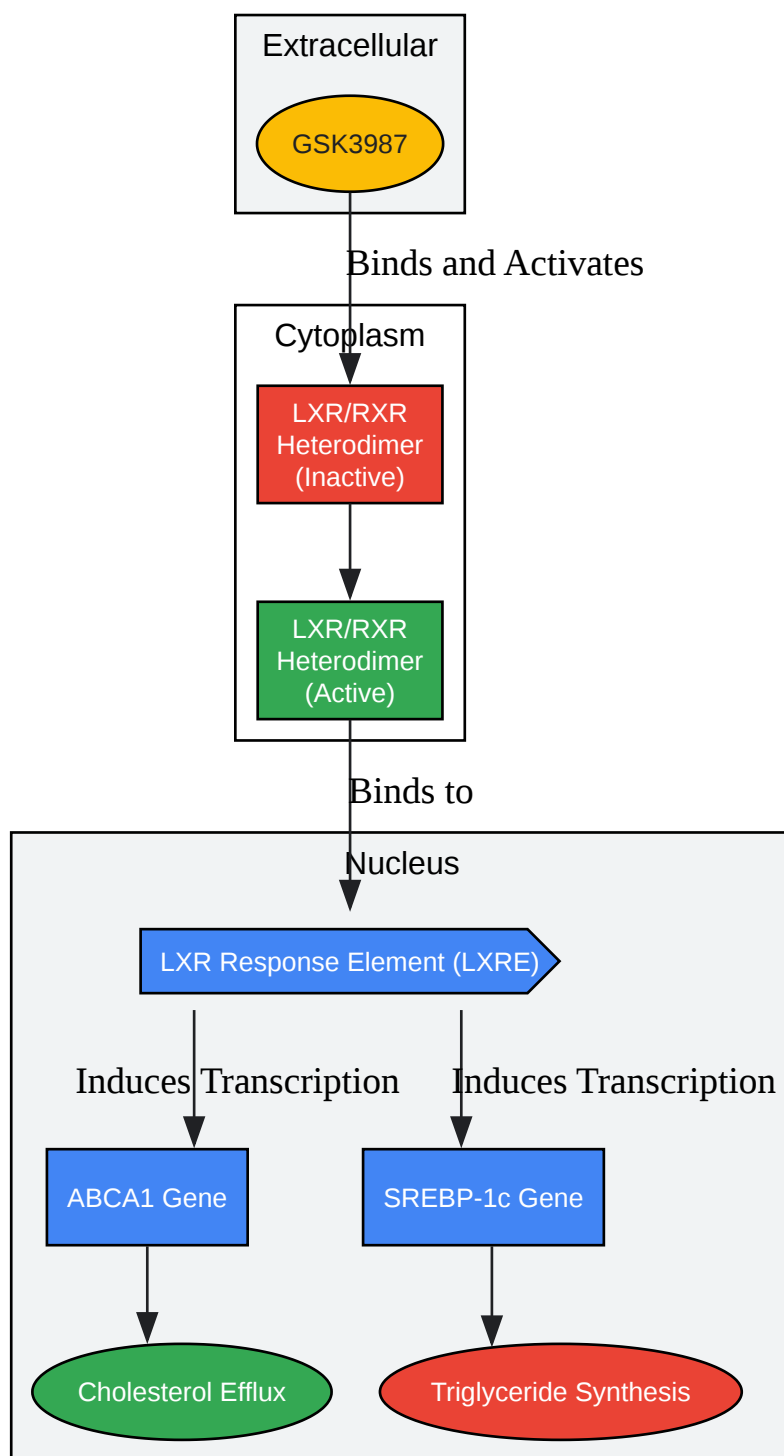 Extracellular
GSK3987
Binds and Activates
Cytoplasm
LXR/RXR
Heterodimer
(Inactive)
LXR/RXR
Heterodimer
(Active)
Binds to
Nucleus
LXR Response Element (LXRE)
Induces Transcription
Induces Transcription
ABCA1 Gene
SREBP-1c Gene
Cholesterol Efflux
Triglyceride Synthesis